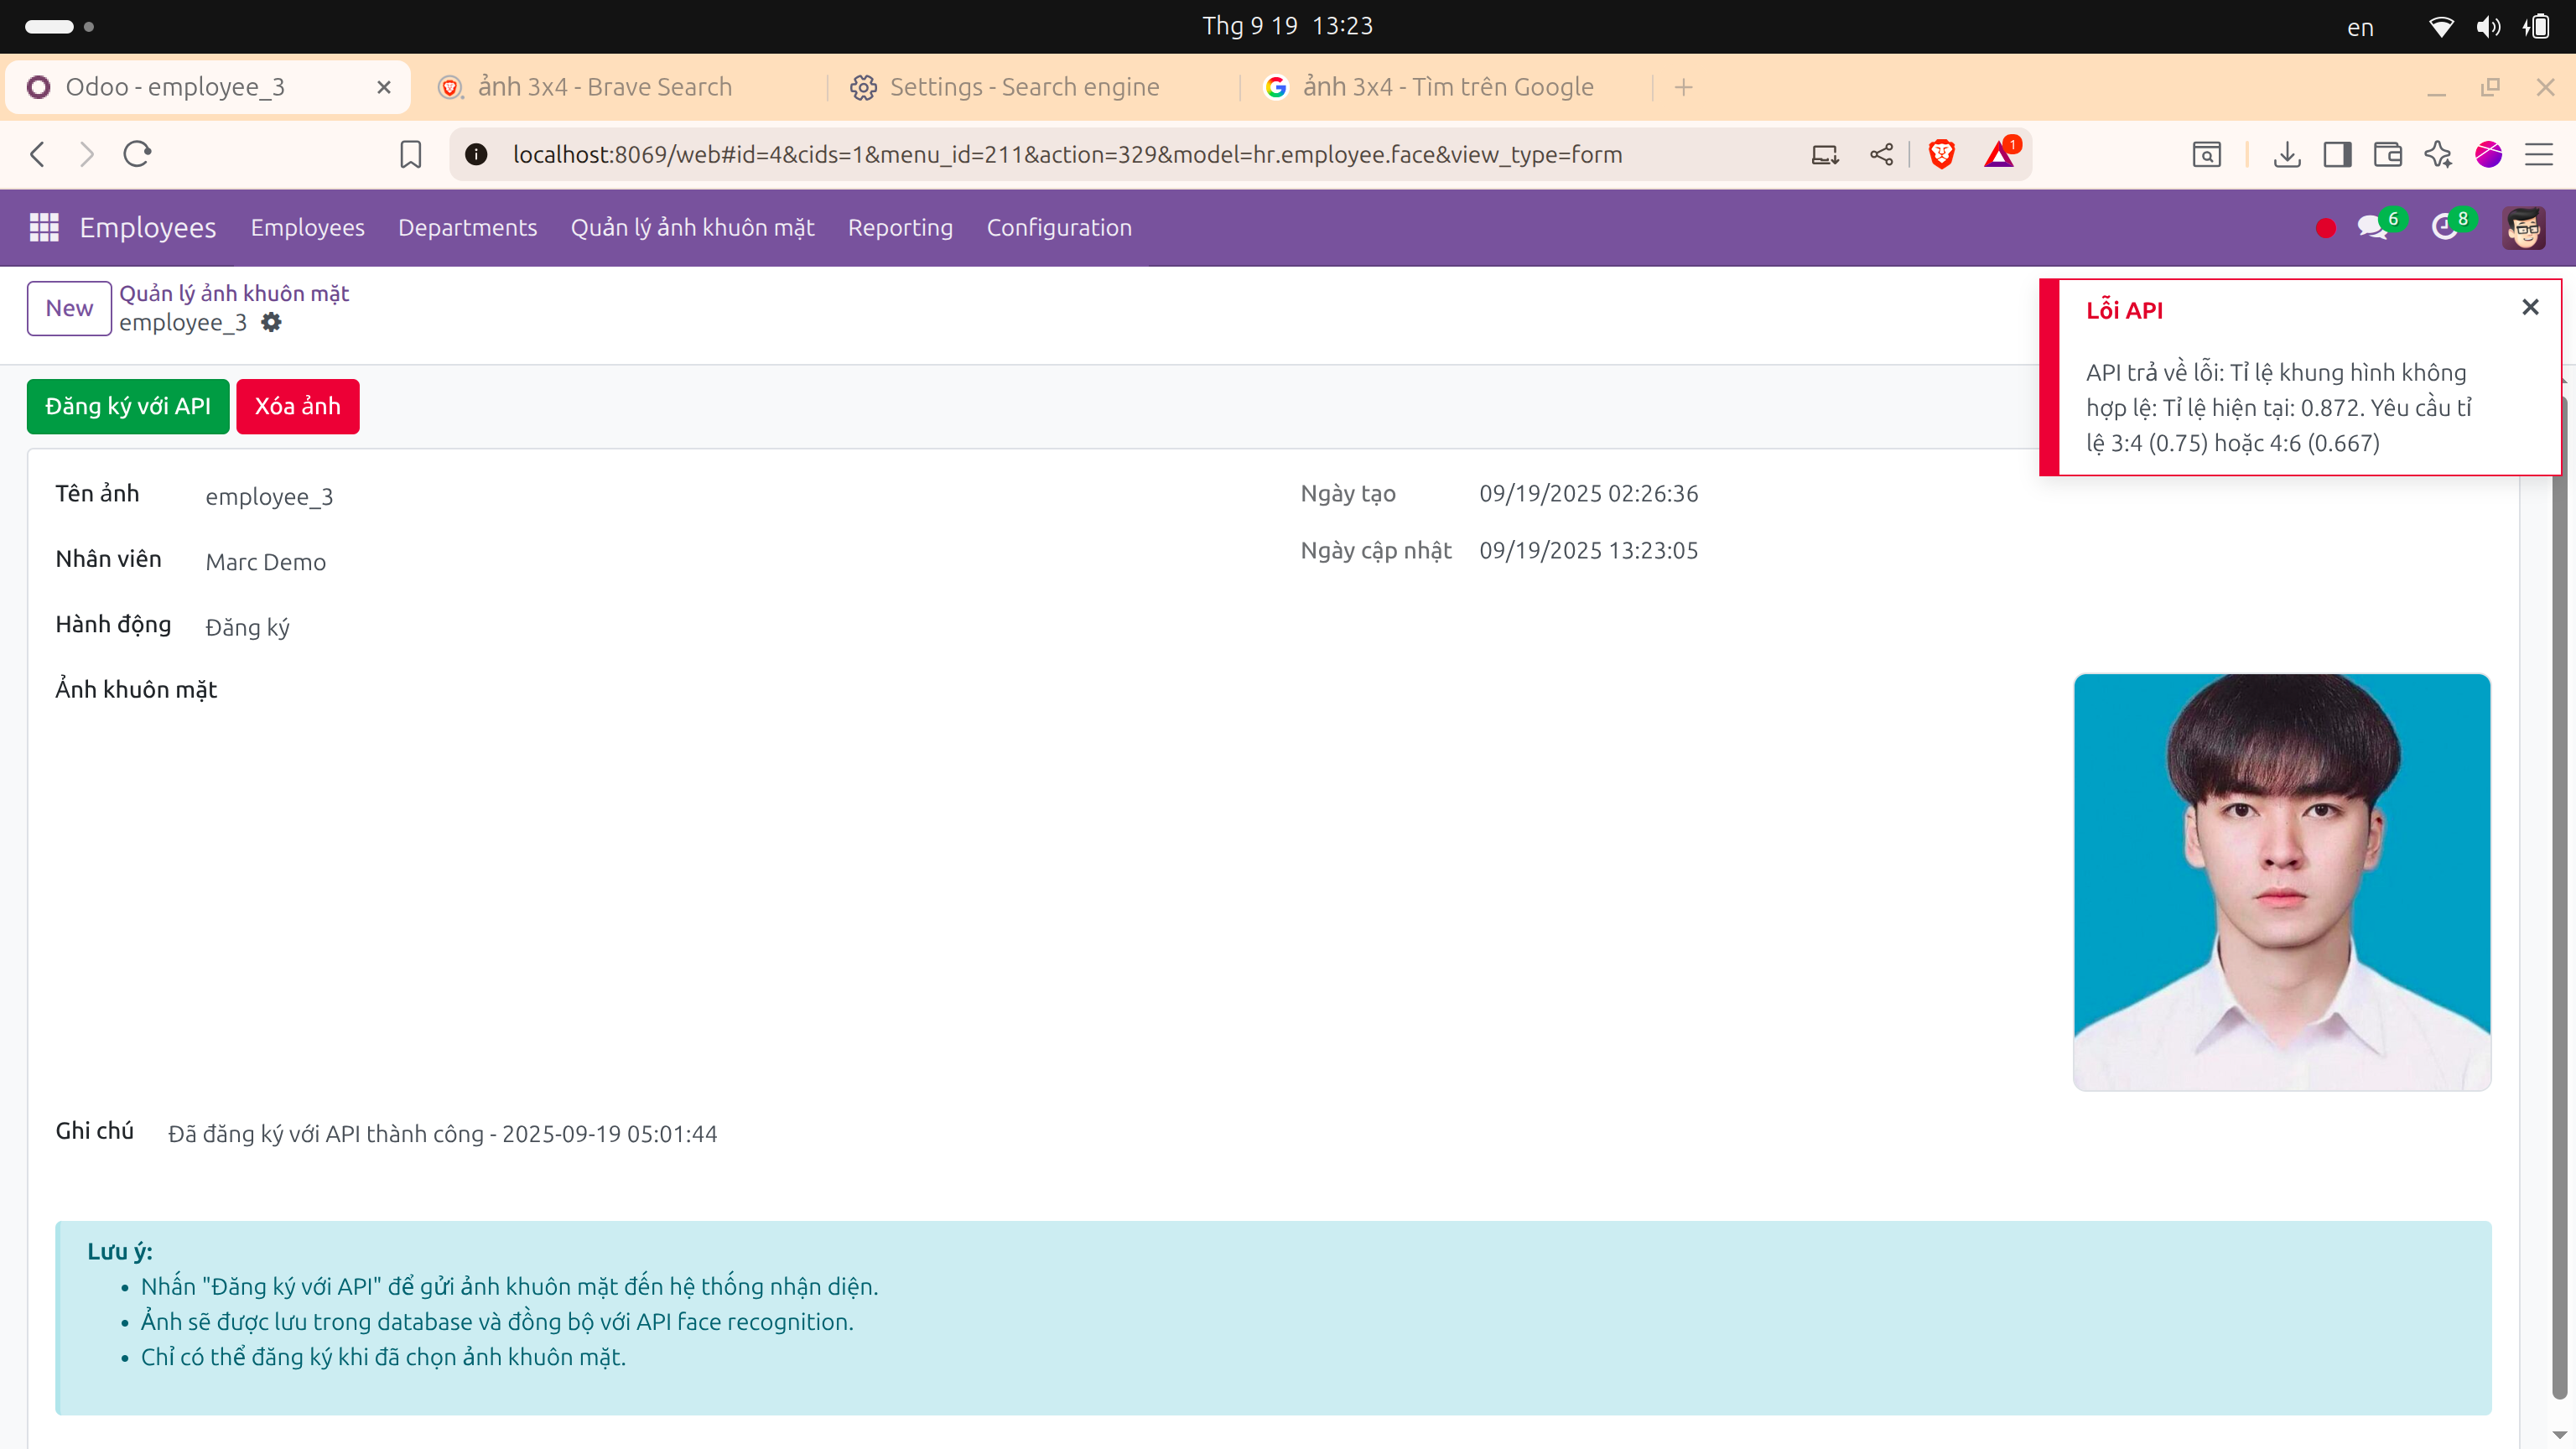 Thg 9 19 13:23
en
Odoo - employee_3
ảnh 3x4 - Brave Search
Settings - Search engine
ảnh 3x4 - Tìm trên Google
localhost:8069/web#id=4&cids=1&menu_id=211&action=329&model=hr.employee.face&view_type=form
1
Employees
Employees
Departments
Quản lý ảnh khuôn mặt
Reporting
Configuration
6
8
New
Quản lý ảnh khuôn mặt
employee_3
Lỗi API
API trả về lỗi: Tỉ lệ khung hình không
hợp lệ: Tỉ lệ hiện tại: 0.872. Yêu cầu tỉ
lệ 3:4 (0.75) hoặc 4:6 (0.667)
Đăng ký với API
Xóa ảnh
Tên ảnh
employee_3
Ngày tạo
09/19/2025 02:26:36
Nhân viên
Marc Demo
Ngày cập nhật
09/19/2025 13:23:05
Hành động
Đăng ký
Ảnh khuôn mặt
Ghi chú
Đã đăng ký với API thành công - 2025-09-19 05:01:44
Lưu ý:
• Nhấn "Đăng ký với API" để gửi ảnh khuôn mặt đến hệ thống nhận diện.
• Ảnh sẽ được lưu trong database và đồng bộ với API face recognition.
• Chỉ có thể đăng ký khi đã chọn ảnh khuôn mặt.